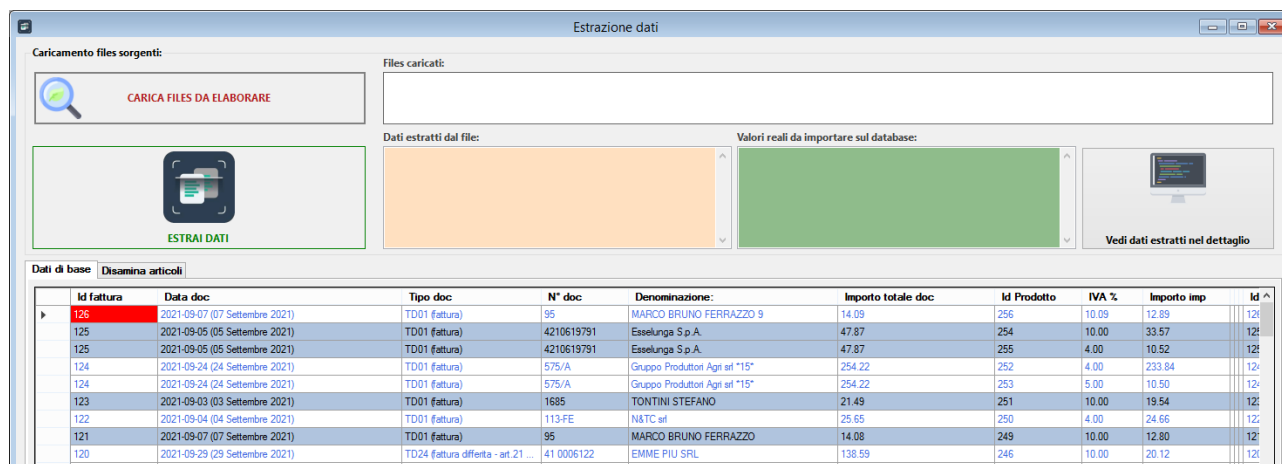 Estrazione dati
Caricamento files sorgenti:
Files caricati:
CARICA FILES DA ELABORARE
Dati estratti dal file:
Valori reali da importare sul database:
ESTRAI DATI
Vedi dati estratti nel dettaglio
Dati di base Disamina articoli
Id fattura Data doc Tipo doc N° doc Denominazione: Importo totale doc Id Prodotto IVA % Importo imp Id
126 2021-09-07 (07 Settembre 2021) TD01 (fattura) 95 MARCO BRUNO FERRAZZO 9 14.09 256 10.09 12.89 126
125 2021-09-05 (05 Settembre 2021) TD01 (fattura) 4210619791 Esselunga S.p.A. 47.87 254 10.00 33.57 125
125 2021-09-05 (05 Settembre 2021) TD01 (fattura) 4210619791 Esselunga S.p.A. 47.87 255 4.00 10.52 125
124 2021-09-24 (24 Settembre 2021) TD01 (fattura) 575/A Gruppo Produttori Agri srl "15" 254.22 252 4.00 233.84 124
124 2021-09-24 (24 Settembre 2021) TD01 (fattura) 575/A Gruppo Produttori Agri srl "15" 254.22 253 5.00 10.50 124
123 2021-09-03 (03 Settembre 2021) TD01 (fattura) 1685 TONTINI STEFANO 21.49 251 10.00 19.54 123
122 2021-09-04 (04 Settembre 2021) TD01 (fattura) 113-FE N&TC srl 25.65 250 4.00 24.66 122
121 2021-09-07 (07 Settembre 2021) TD01 (fattura) 95 MARCO BRUNO FERRAZZO 14.08 249 10.00 12.80 121
120 2021-09-29 (29 Settembre 2021) TD24 (fattura differita - art.21 ... 41 0006122 EMME PIU SRL 138.59 246 10.00 20.12 120